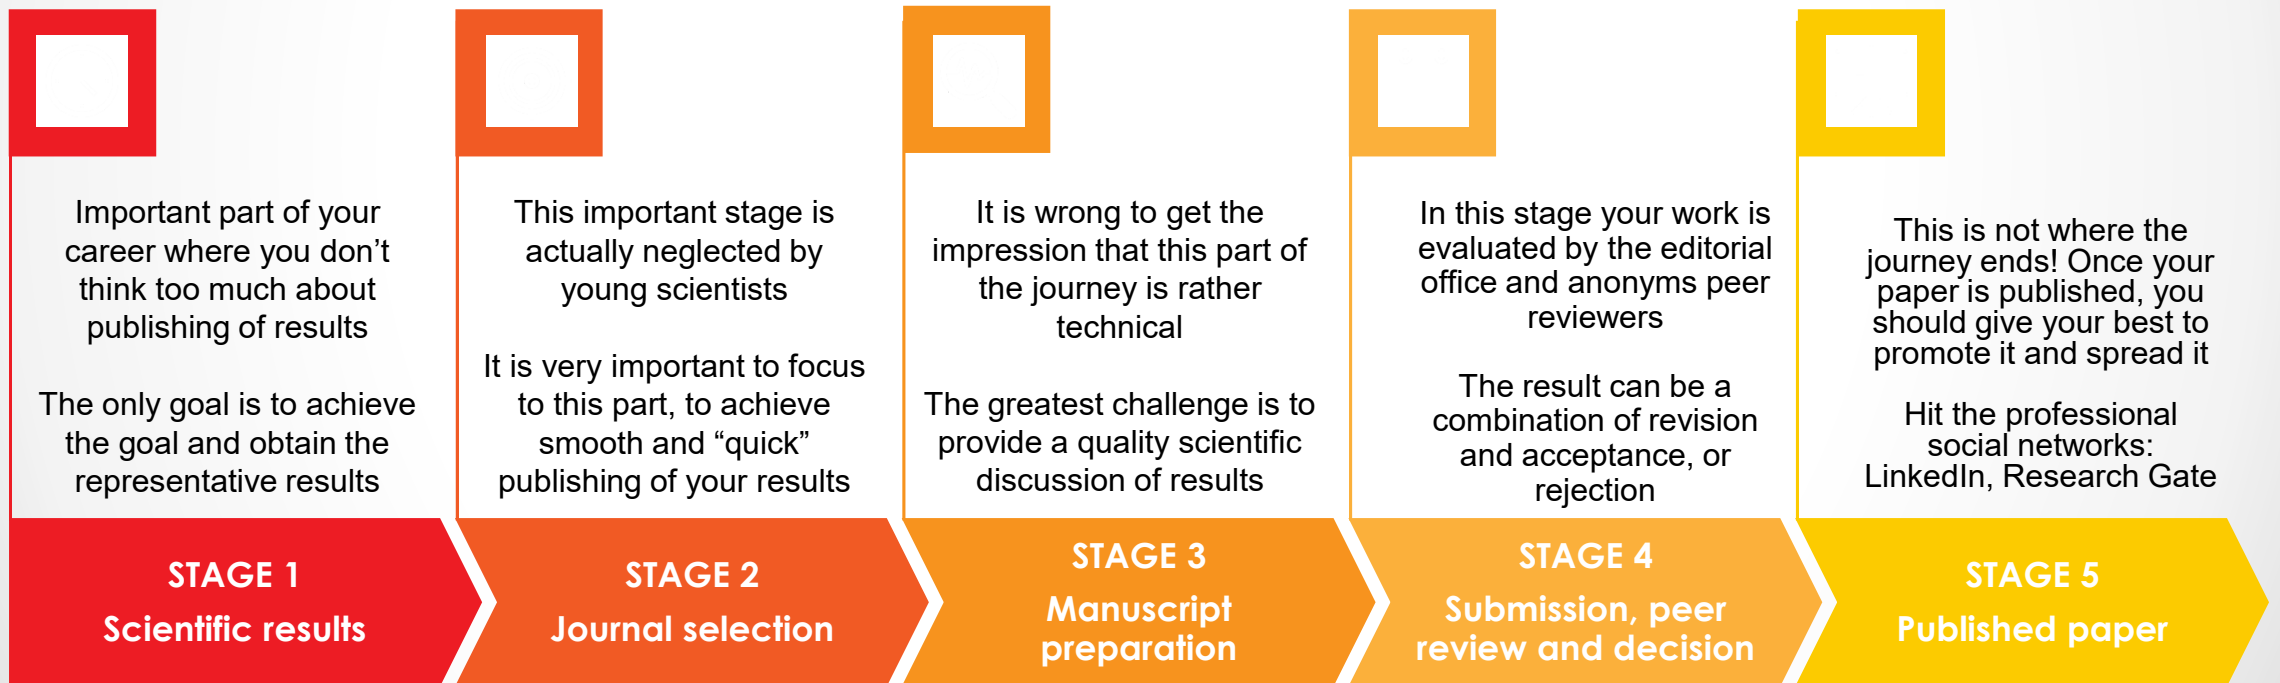 Important part of your
career where you don’t
think too much about
publishing of results
The only goal is to achieve
the goal and obtain the
representative results
STAGE 1
Scientific results
This important stage is
actually neglected by
young scientists
It is very important to focus
to this part, to achieve
smooth and “quick”
publishing of your results
STAGE 2
Journal selection
It is wrong to get the
impression that this part of
the journey is rather
technical
The greatest challenge is to
provide a quality scientific
discussion of results
STAGE 3
Manuscript
preparation
In this stage your work is
evaluated by the editorial
office and anonyms peer
reviewers
The result can be a
combination of revision
and acceptance, or
rejection
STAGE 4
Submission, peer
review and decision
This is not where the
journey ends! Once your
paper is published, you
should give your best to
promote it and spread it
Hit the professional
social networks:
LinkedIn, Research Gate
STAGE 5
Published paper